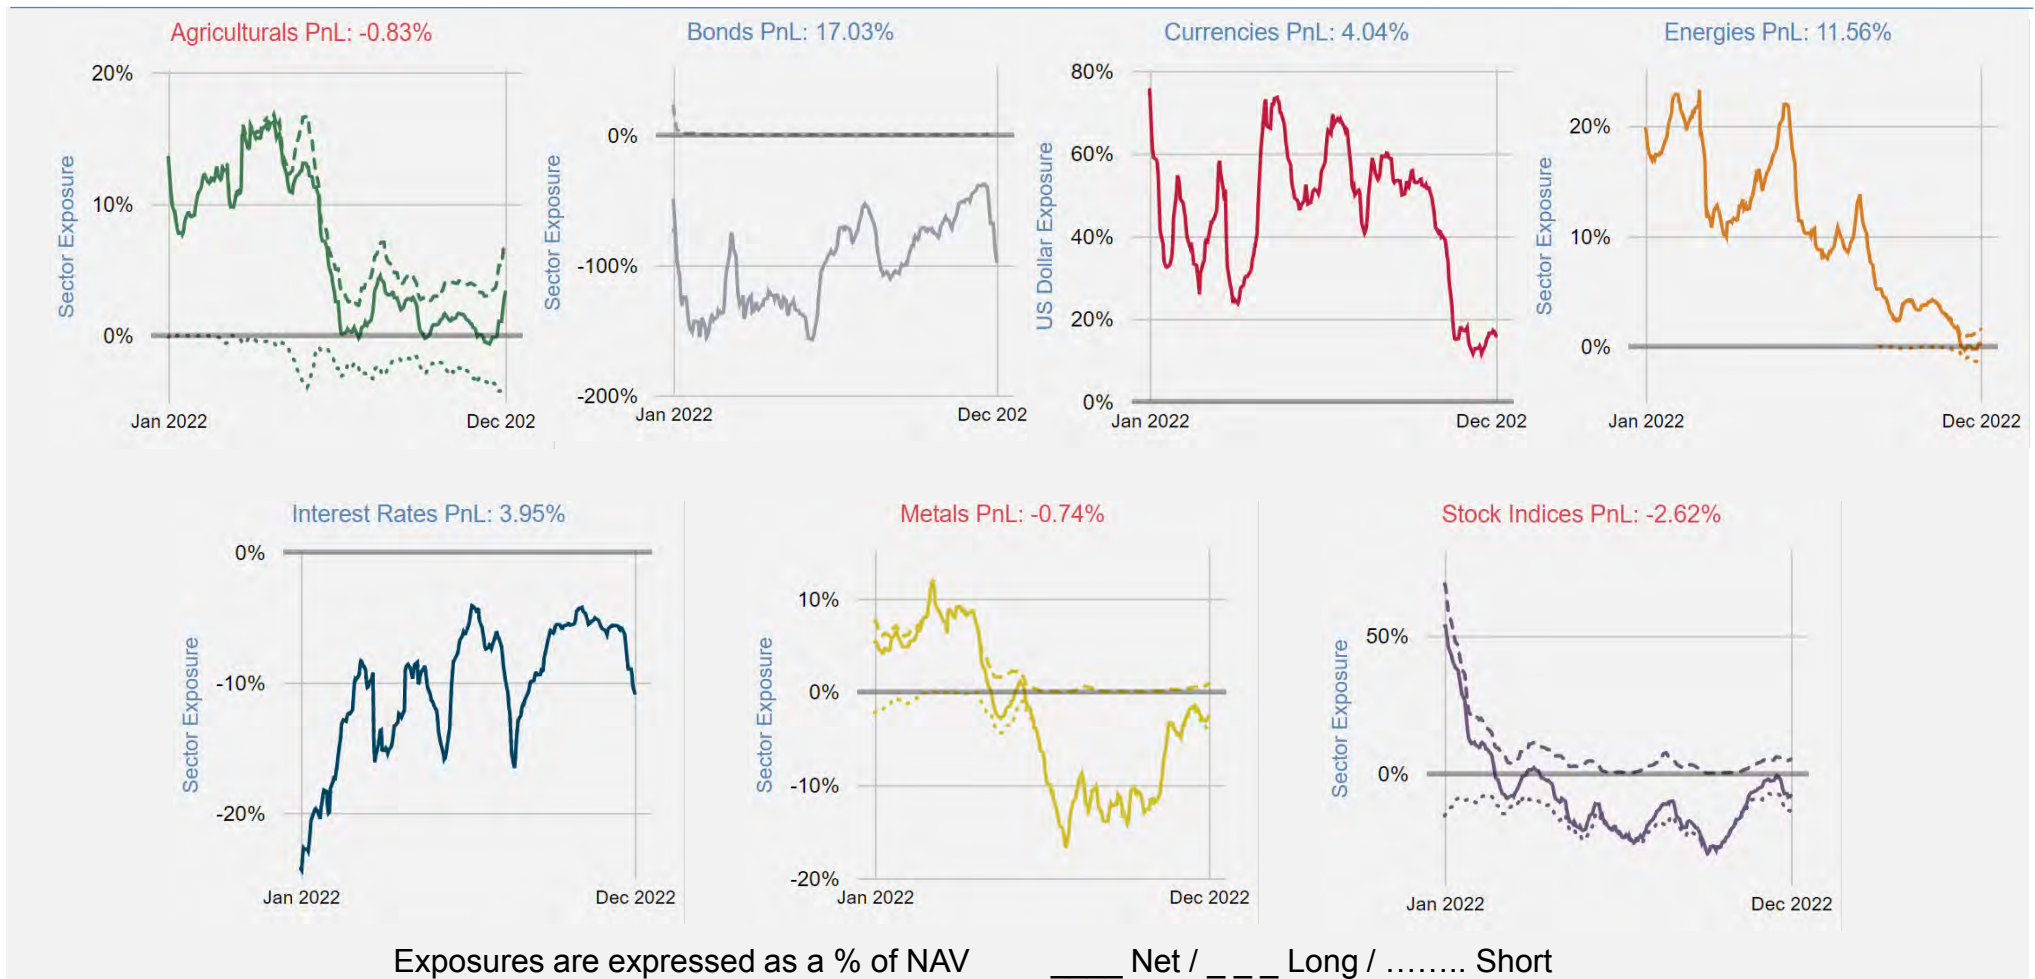 Agriculturals PnL: -0.83%
Bonds PnL: 17.03%
Currencies PnL: 4.04%
Energies PnL: 11.56%
Sector Exposure
20%
10%
0%
Jan 2022
Dec 202
Sector Exposure
0%
-100%
-200%
Jan 2022
Dec 202
US Dollar Exposure
80%
60%
40%
20%
0%
Jan 2022
Dec 202
Sector Exposure
20%
10%
0%
Jan 2022
Dec 2022
Interest Rates PnL: 3.95%
Metals PnL: -0.74%
Stock Indices PnL: -2.62%
Sector Exposure
0%
-10%
-20%
Jan 2022
Dec 2022
Sector Exposure
10%
0%
-10%
-20%
Jan 2022
Dec 2022
Sector Exposure
50%
0%
Jan 2022
Dec 2022
Exposures are expressed as a % of NAV ____ Net / _ _ _ Long / …….. Short